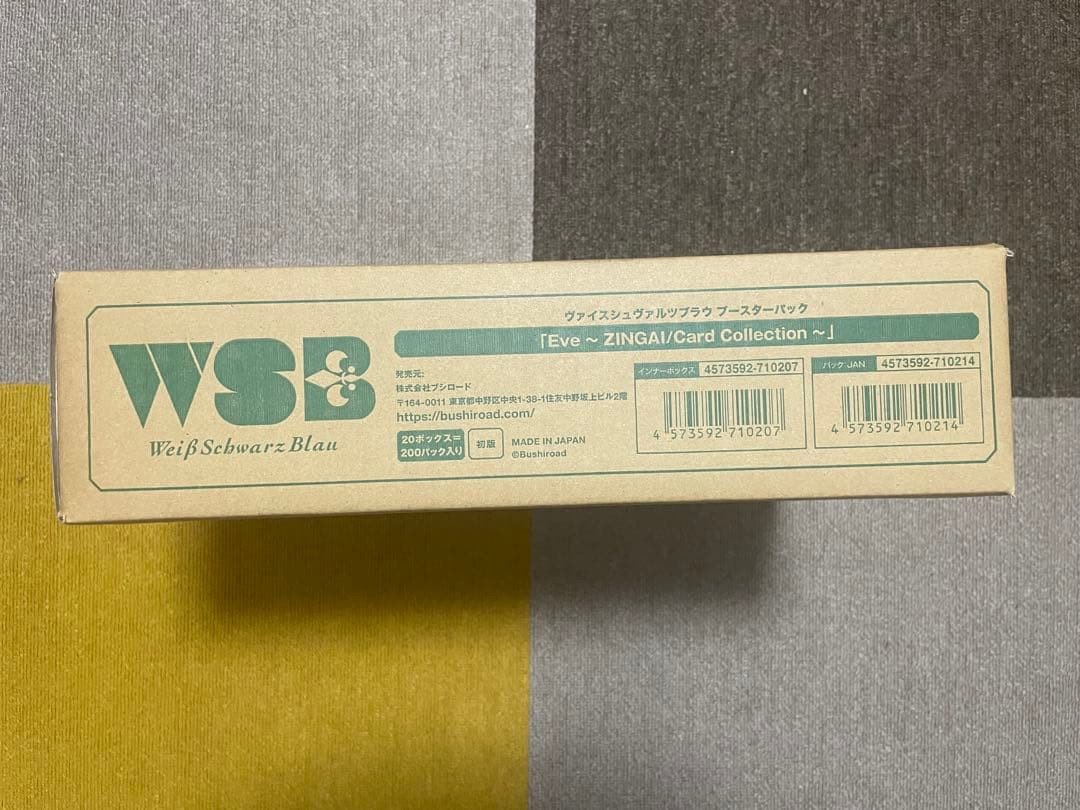 ヴァイスシュヴァルツブラウ ブースターパック
「Eve ~ ZINGAI/Card Collection ~」
WSB
Weiß Schwarz Blau
発売元:
株式会社ブシロード
〒164-0011 東京都中野区中央1-38-1住友中野坂上ビル2階
https://bushiroad.com/
20ボックス=
200パック入り
初版
MADE IN JAPAN
©Bushiroad
インナーボックス 4573592-710207
4 573592 710207
パック:JAN 4573592-710214
4 573592 710214